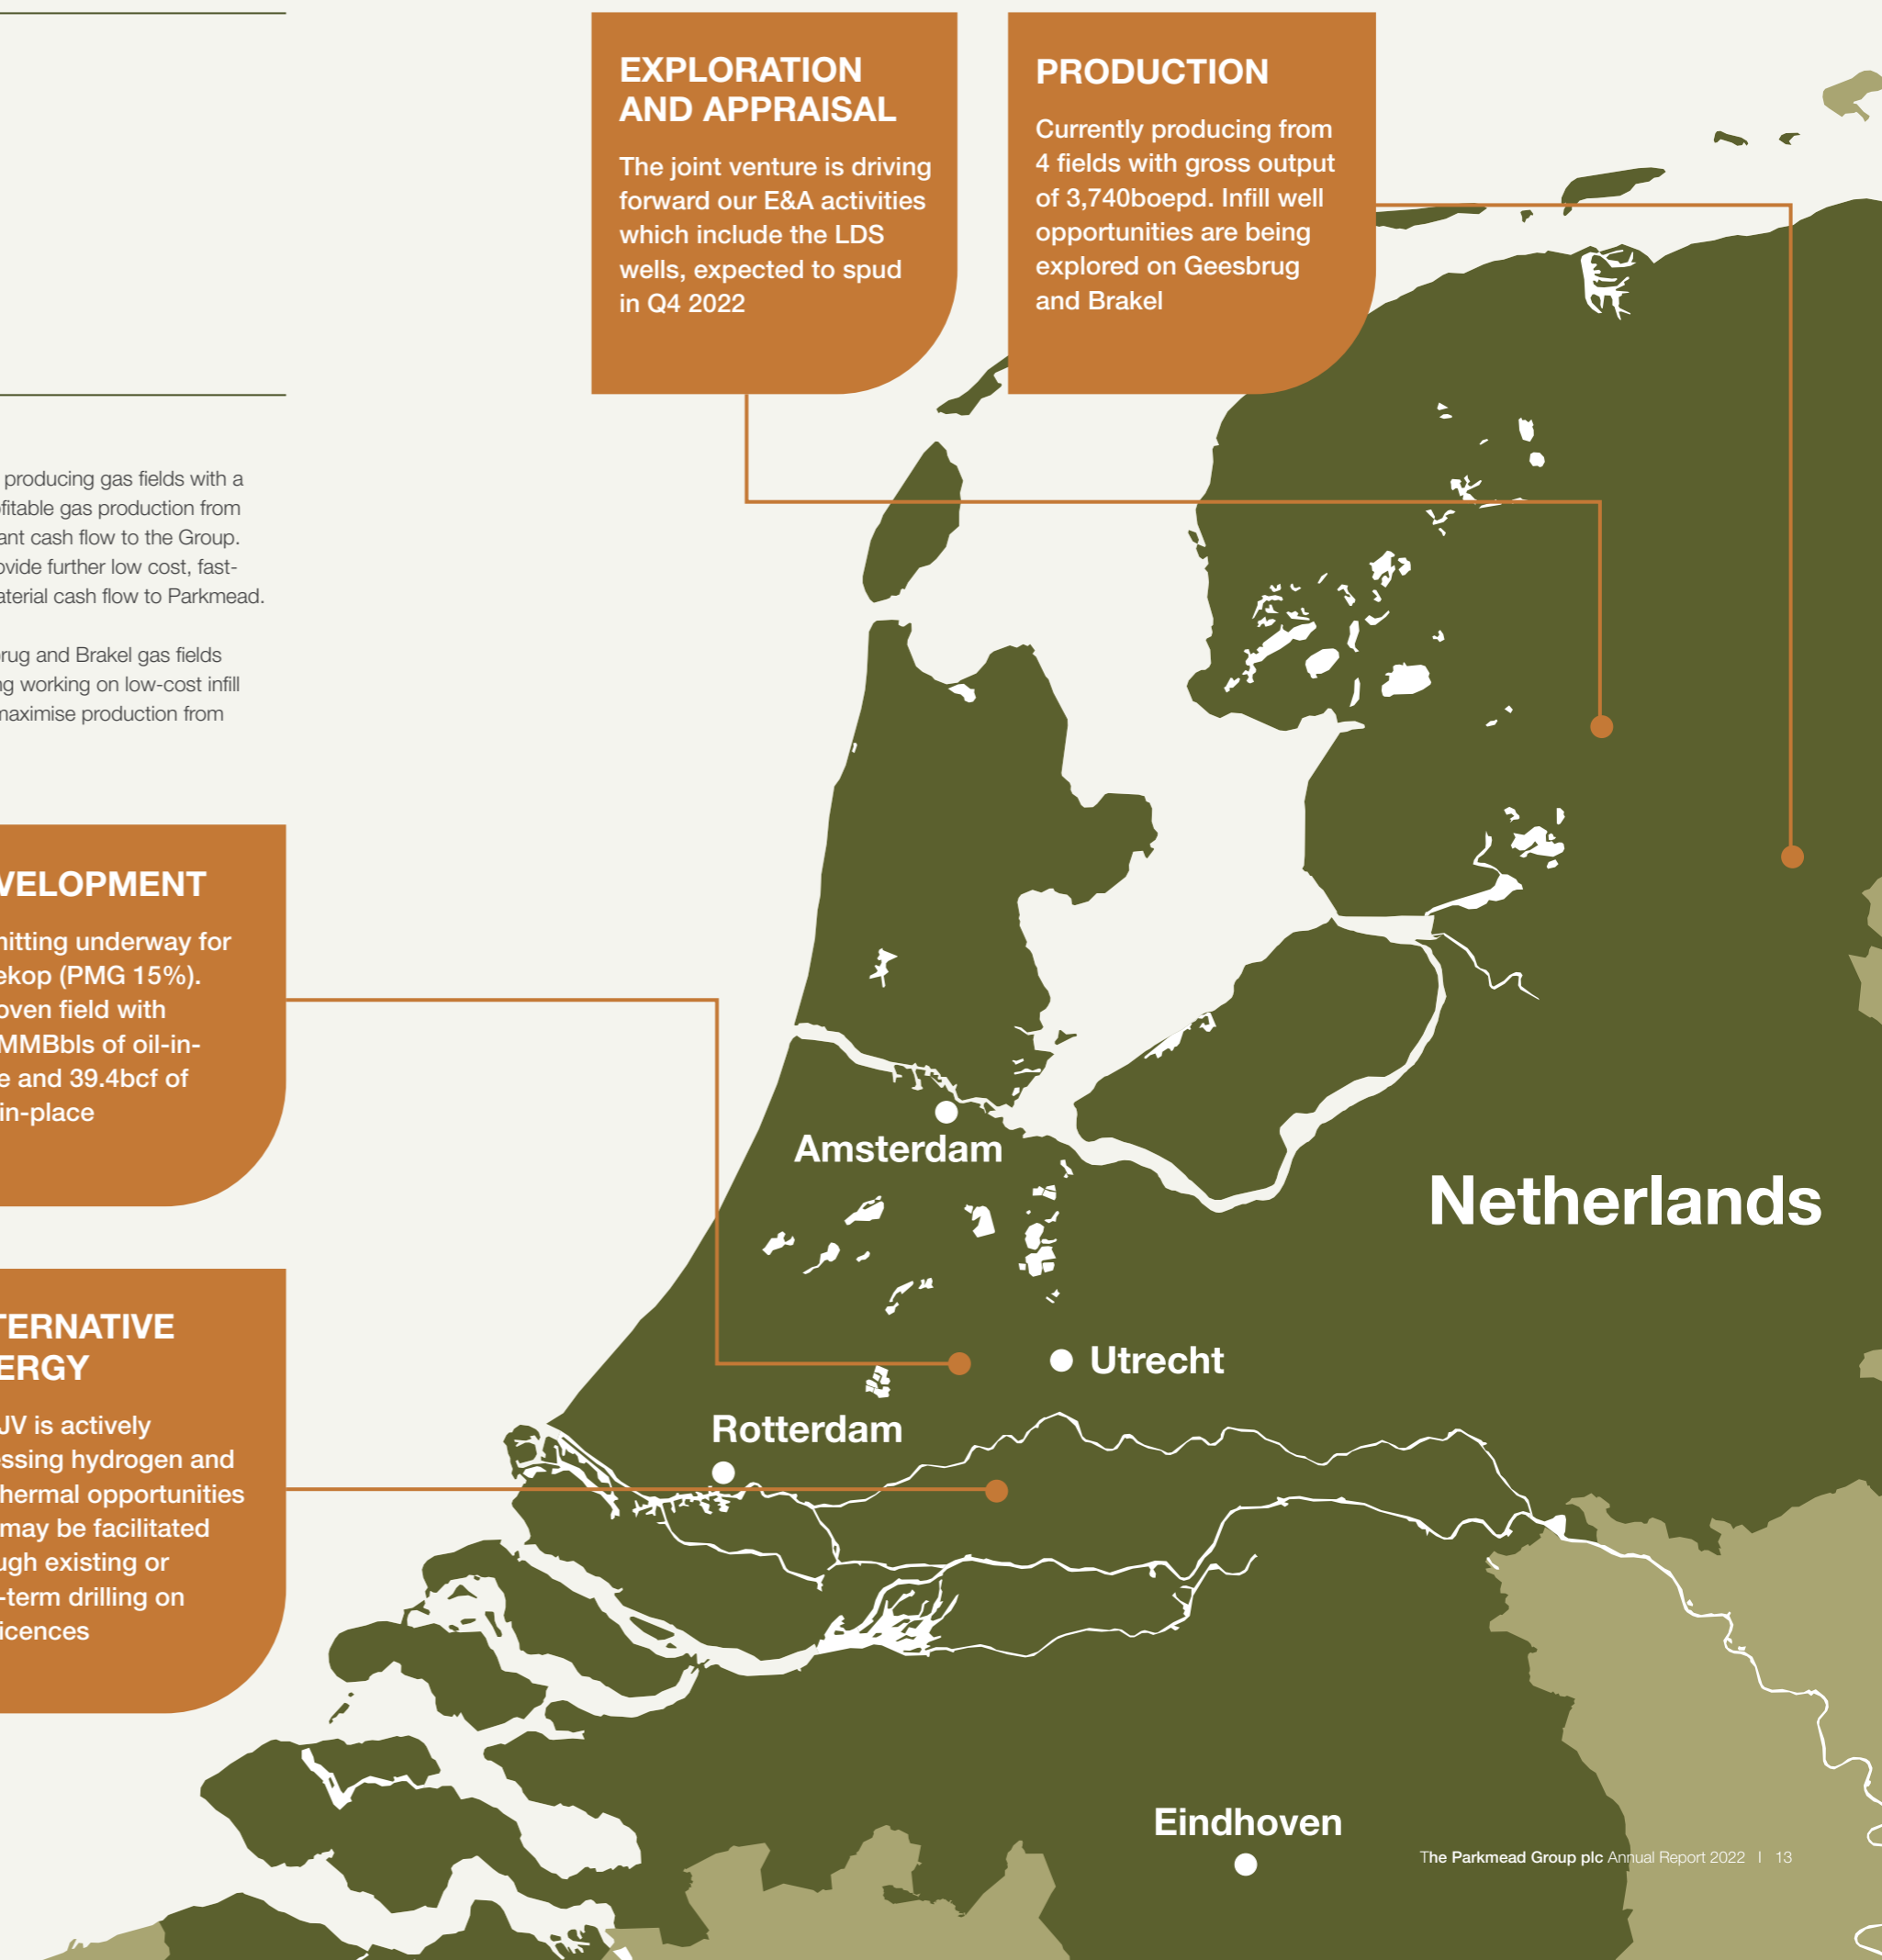 EXPLORATION
AND APPRAISAL
The joint venture is driving
forward our E&A activities
which include the LDS
wells, expected to spud
in Q4 2022
PRODUCTION
Currently producing from
4 fields with gross output
of 3,740boepd. Infill well
opportunities are being
explored on Geesbrug
and Brakel
producing gas fields with a
fitable gas production from
ant cash flow to the Group.
ovide further low cost, fast-
aterial cash flow to Parkmead.
rug and Brakel gas fields
ng working on low-cost infill
maximise production from
VELOPMENT
mitting underway for
ekop (PMG 15%).
oven field with
MMBbls of oil-in-
e and 39.4bcf of
in-place
TERNATIVE
ERGY
JV is actively
essing hydrogen and
hermal opportunities
may be facilitated
ugh existing or
-term drilling on
icences
Amsterdam
Netherlands
Utrecht
Rotterdam
Eindhoven
The Parkmead Group plc Annual Report 2022 | 13